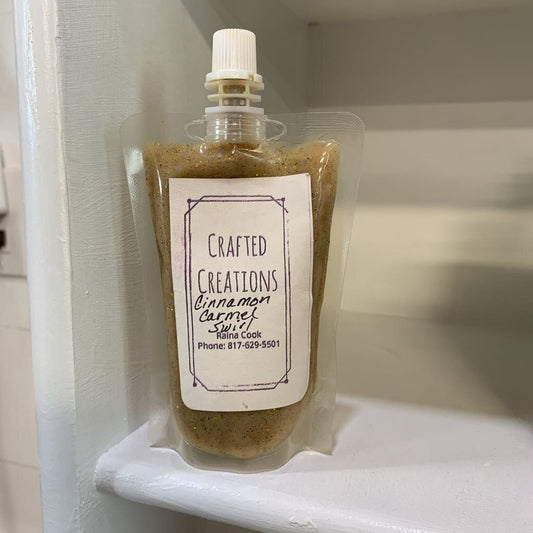 CRAFTED
CREATIONS
Cinnamon
Carmel
Swirl
Raina Cook
Phone: 817-629-5501